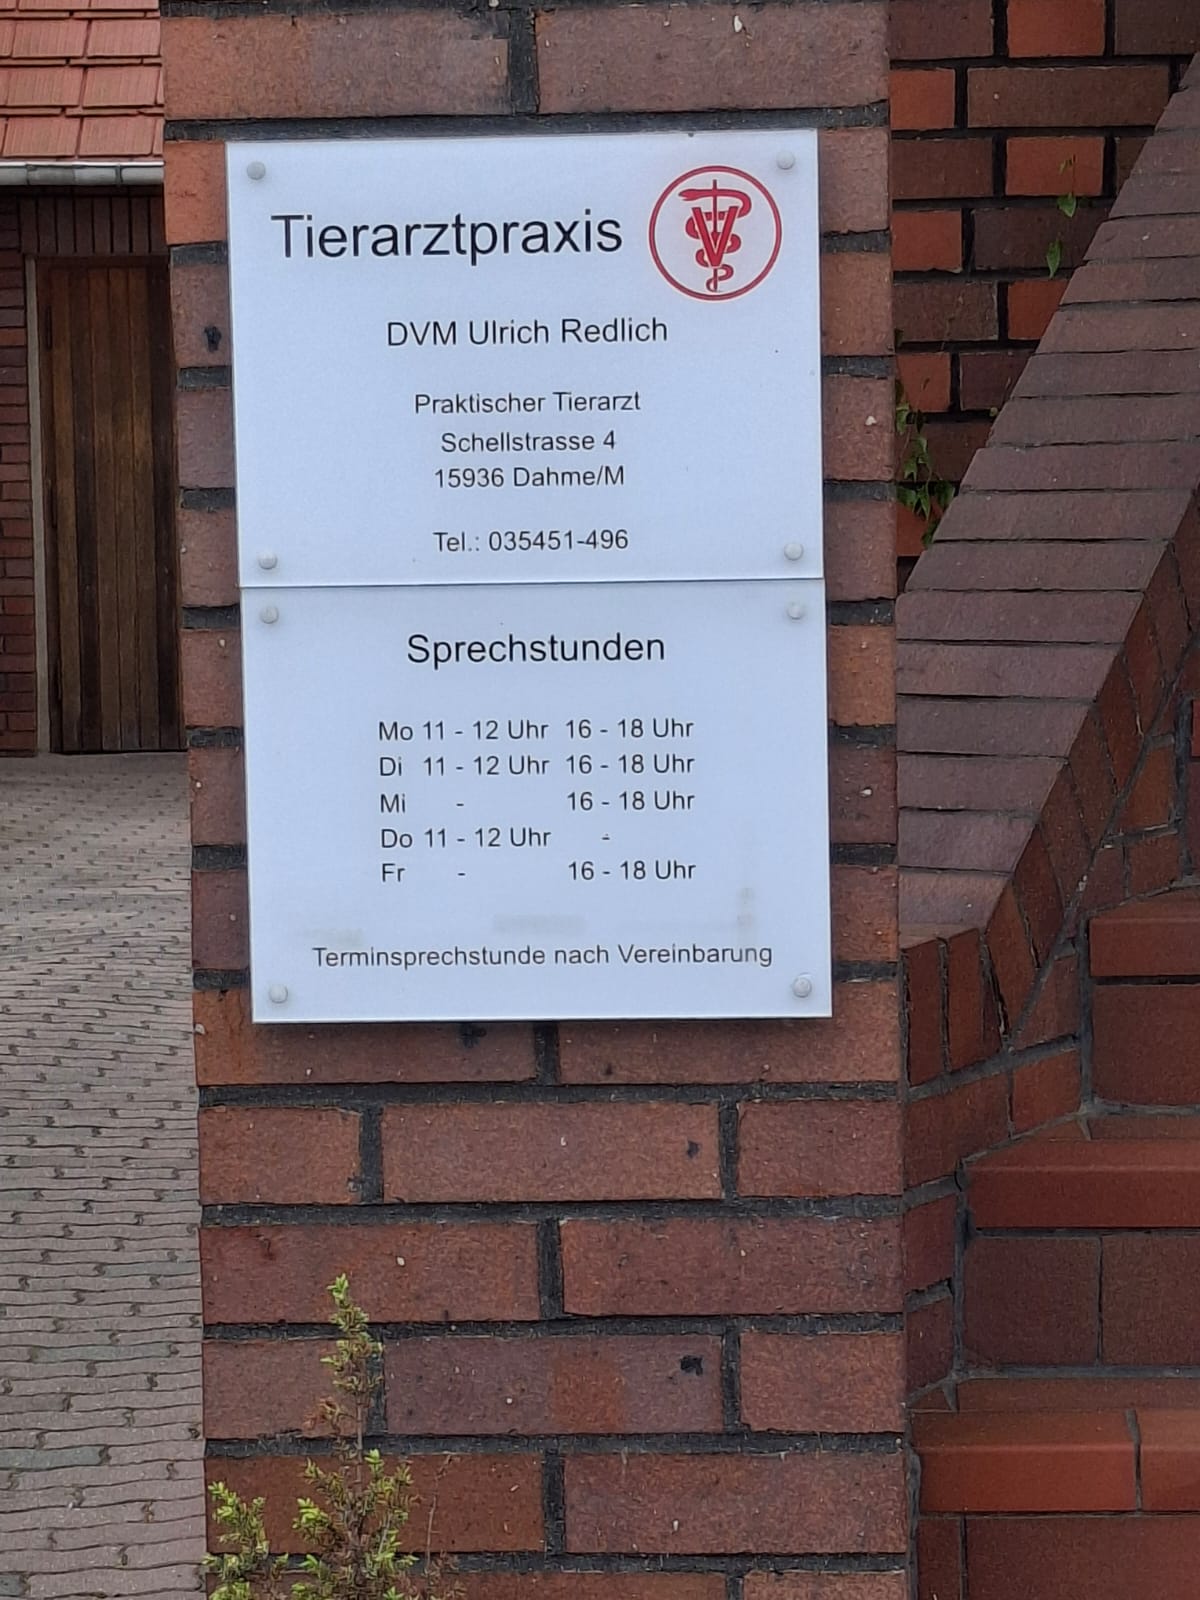 Tierarztpraxis
V
DVM Ulrich Redlich
Praktischer Tierarzt
Schellstrasse 4
15936 Dahme/M
Tel.: 035451-496
Sprechstunden
Mo 11 - 12 Uhr 16 - 18 Uhr
Di 11 - 12 Uhr 16 - 18 Uhr
Mi - 16 - 18 Uhr
Do 11 - 12 Uhr -
Fr - 16 - 18 Uhr
Terminsprechstunde nach Vereinbarung